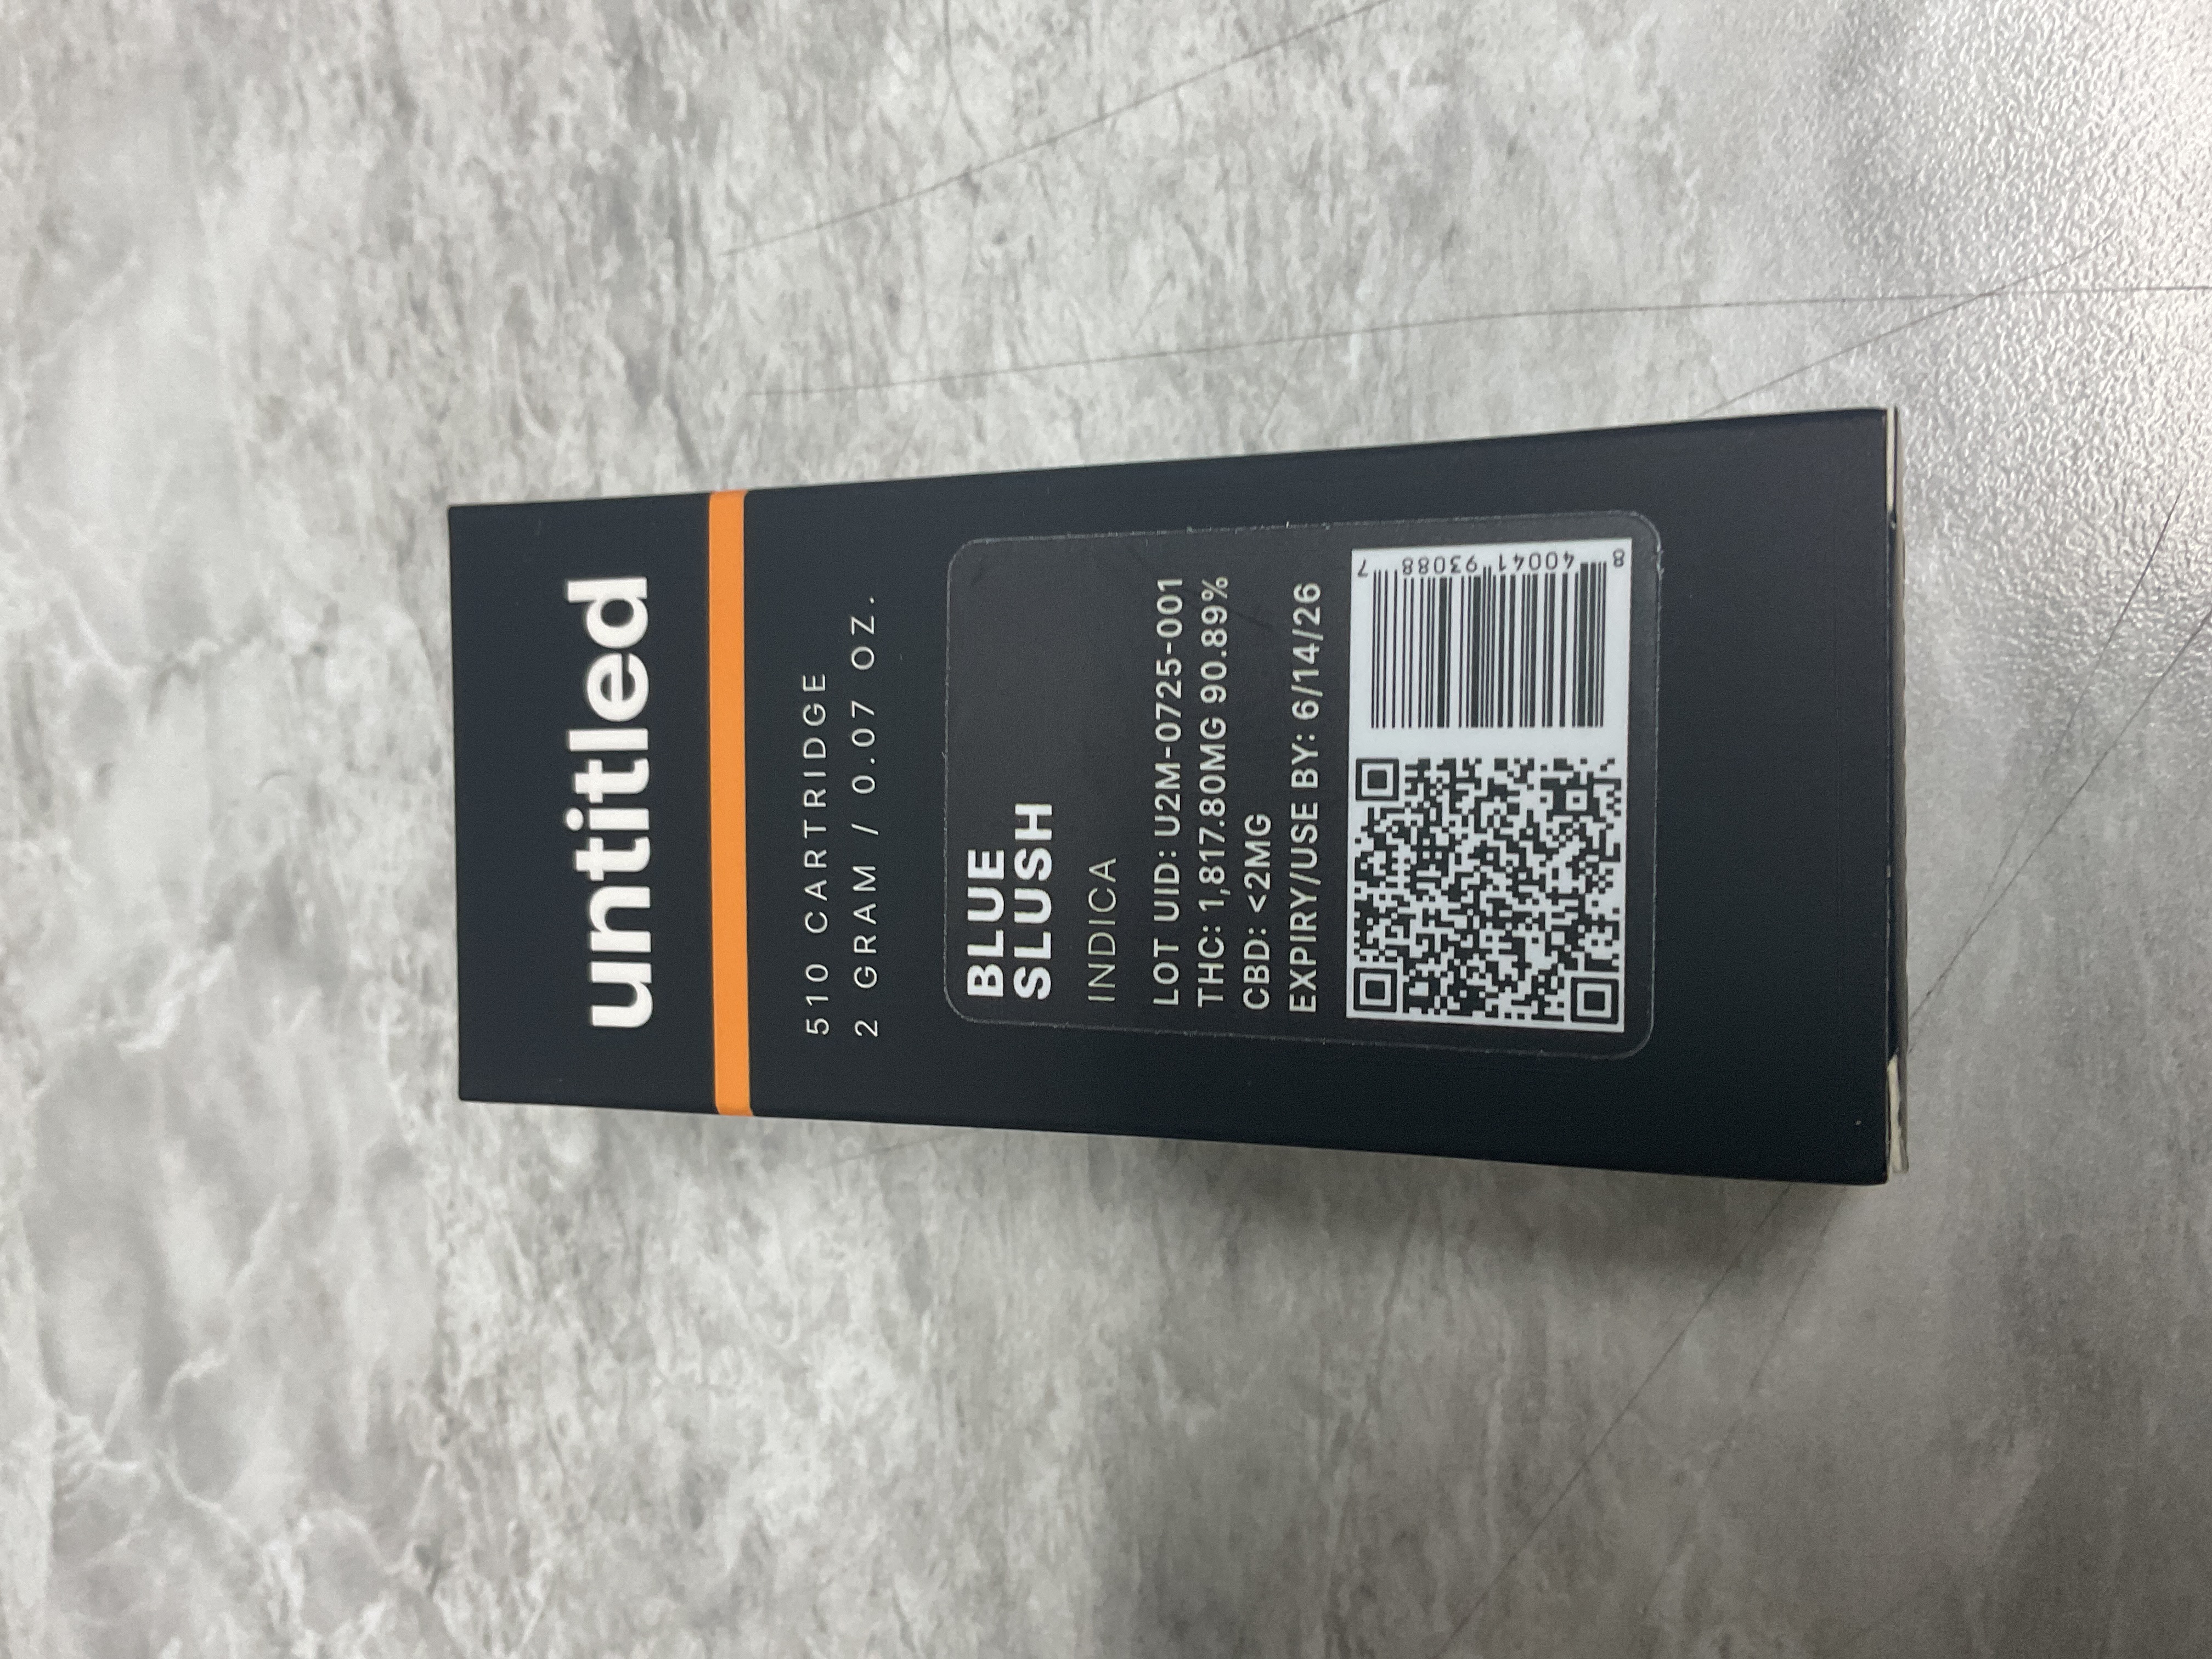 untitled
510 CARTRIDGE
2 GRAM / 0.07 OZ.
BLUE
SLUSH
INDICA
LOT UID: U2M-0725-001
THC: 1,817.80MG 90.89%
CBD: <2MG
EXPIRY/USE BY: 6/14/26
8 40041 93088 7